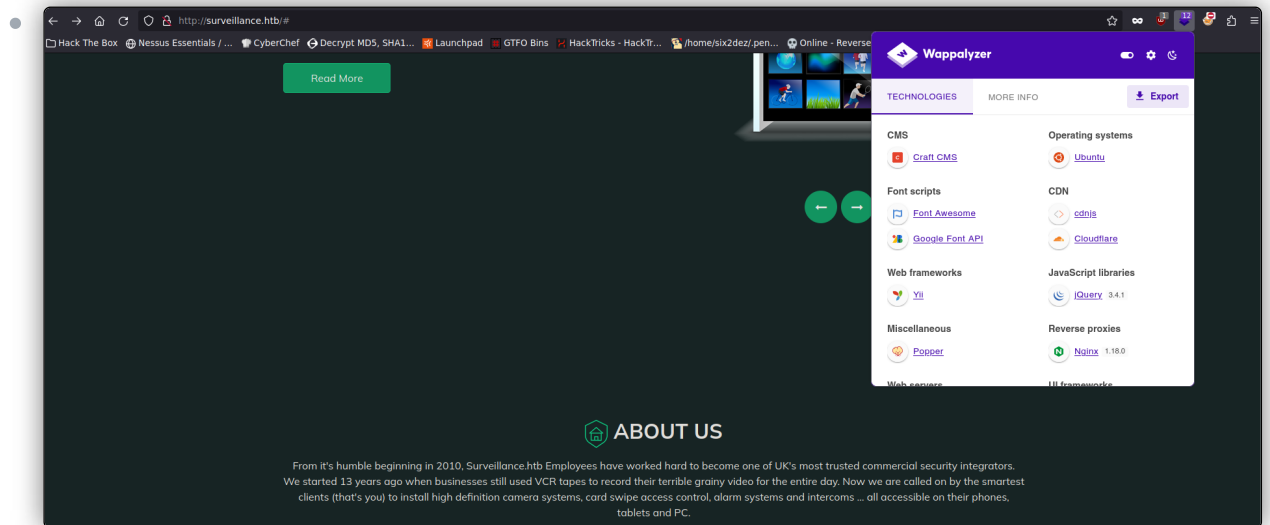 http://surveillance.htb/#
12
Hack The Box Nessus Essentials / ... CyberChef Decrypt MD5, SHA1... Launchpad GTFO Bins HackTricks - HackTr... /home/six2dez/.pen... Online - Reverse
Read More
Wappalyzer
TECHNOLOGIES
MORE INFO
Export
CMS
Craft CMS
Operating systems
Ubuntu
Font scripts
Font Awesome
Google Font API
CDN
cdnjs
Cloudflare
Web frameworks
Yii
JavaScript libraries
jQuery 3.4.1
Miscellaneous
Popper
Reverse proxies
Nginx 1.18.0
Web servers
UI frameworks
ABOUT US
From it's humble beginning in 2010, Surveillance.htb Employees have worked hard to become one of UK's most trusted commercial security integrators.
We started 13 years ago when businesses still used VCR tapes to record their terrible grainy video for the entire day. Now we are called on by the smartest
clients (that's you) to install high definition camera systems, card swipe access control, alarm systems and intercoms ... all accessible on their phones,
tablets and PC.